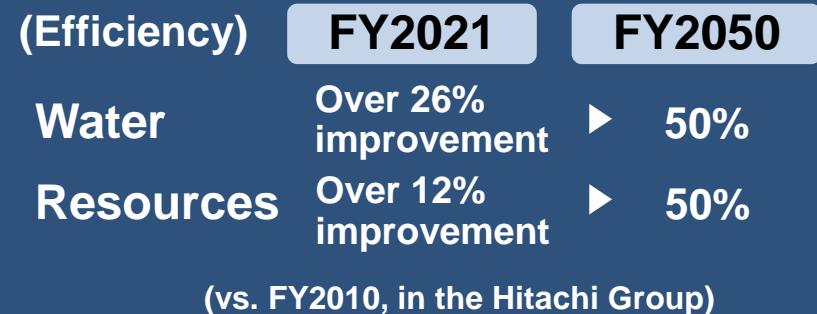 (Efficiency) FY2021 FY2050
Water Over 26% improvement 50%
Resources Over 12% improvement 50%
(vs. FY2010, in the Hitachi Group)